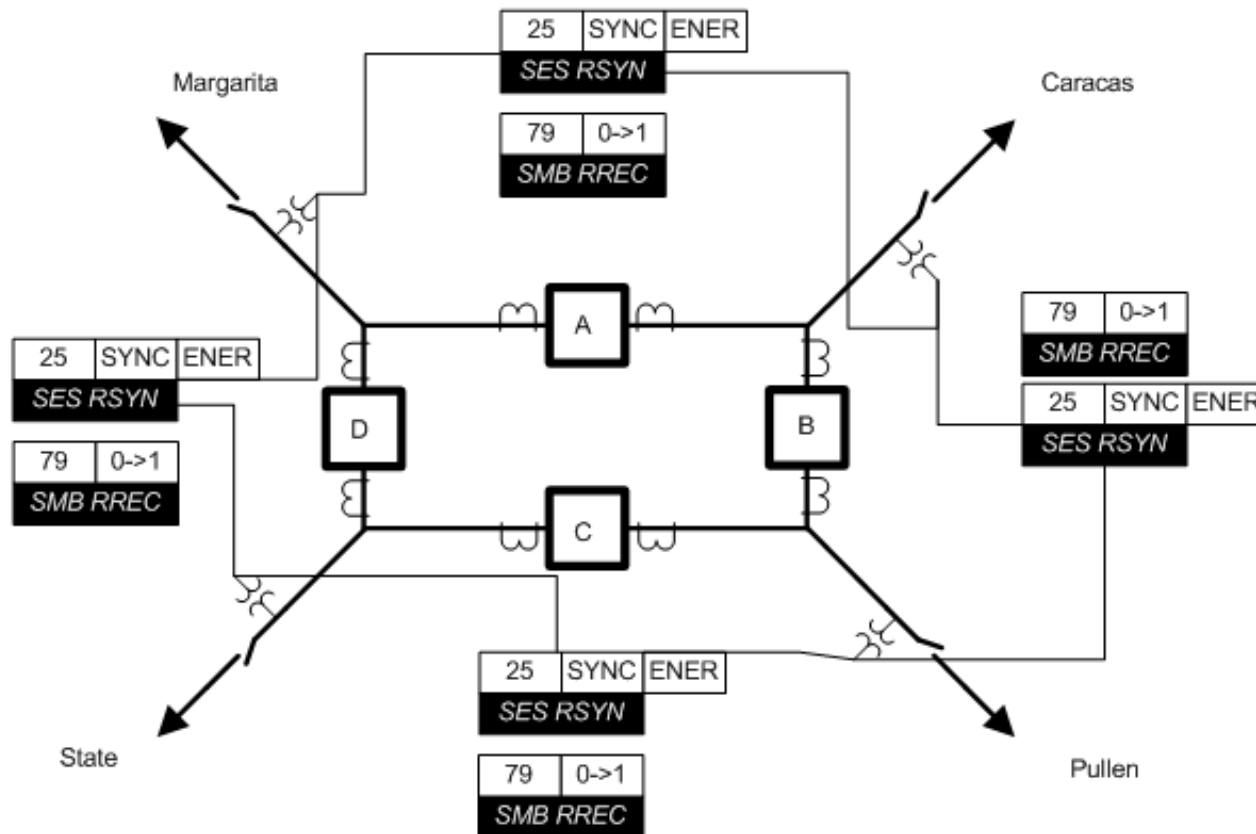 25 SYNC ENER
SES RSYN
Margarita
Caracas
79 0->1
SMB RREC
A
79 0->1
SMB RREC
25 SYNC ENER
SES RSYN
25 SYNC ENER
SES RSYN
D
B
79 0->1
SMB RREC
C
25 SYNC ENER
SES RSYN
State
Pullen
79 0->1
SMB RREC